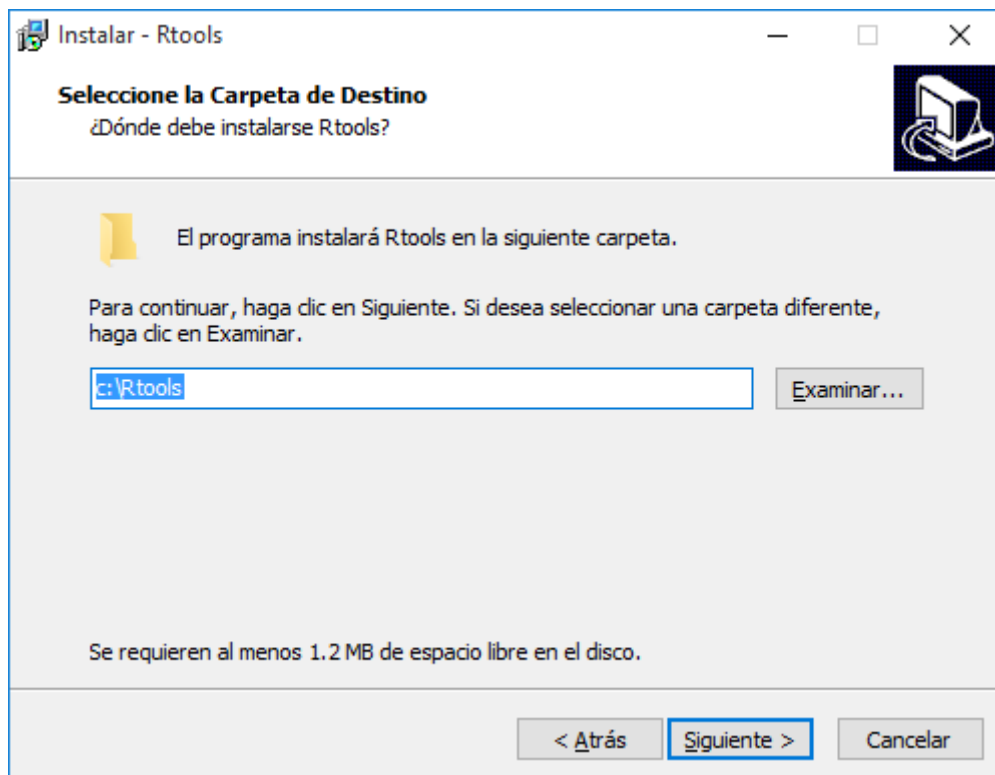 Instalar - Rtools
Seleccione la Carpeta de Destino
¿Dónde debe instalarse Rtools?
El programa instalará Rtools en la siguiente carpeta.
Para continuar, haga clic en Siguiente. Si desea seleccionar una carpeta diferente,
haga clic en Examinar.
c:\Rtools
Examinar...
Se requieren al menos 1.2 MB de espacio libre en el disco.
< Atrás
Siguiente >
Cancelar